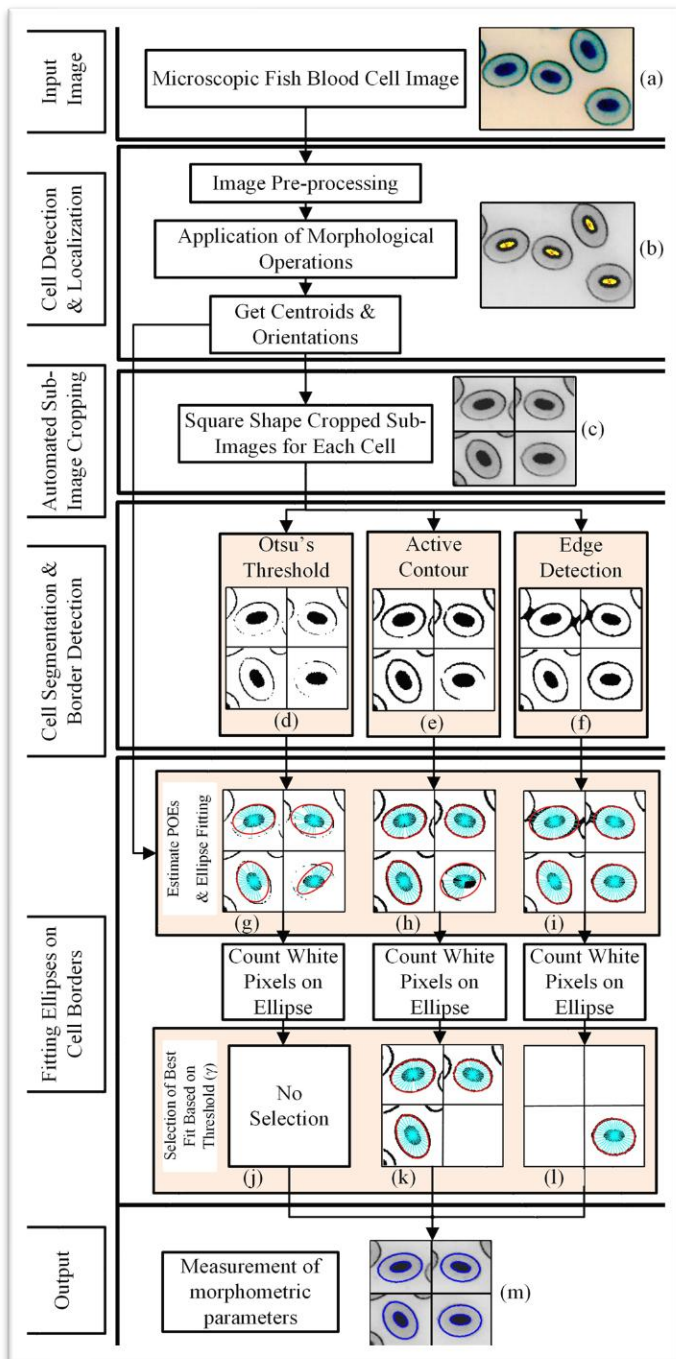 Input
Image
Microscopic Fish Blood Cell Image
(a)
Cell Detection
& Localization
Image Pre-processing
Application of Morphological
Operations
Get Centroids &
Orientations
(b)
Automated Sub-
Image Cropping
Square Shape Cropped Sub-
Images for Each Cell
(c)
Cell Segmentation &
Border Detection
Otsu's
Threshold
(d)
Active
Contour
(e)
Edge
Detection
(f)
Fitting Ellipses on
Cell Borders
Estimate POEs
& Ellipse Fitting
(g)
(h)
(i)
Count White
Pixels on
Ellipse
Count White
Pixels on
Ellipse
Count White
Pixels on
Ellipse
Selection of Best
Fit Based on
Threshold (γ)
No
Selection
(j)
(k)
(l)
Output
Measurement of
morphometric
parameters
(m)